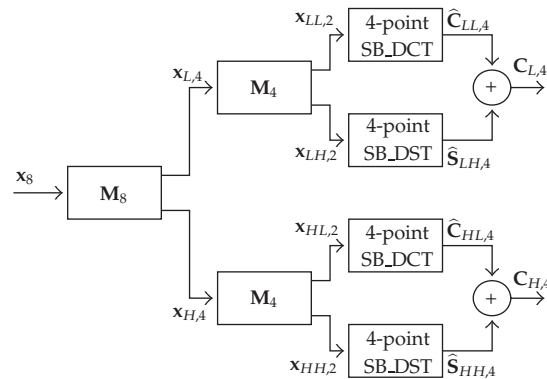 x_{LL,2}
4-point
SB_DCT
Ĉ_{LL,4}
x_{L,4}
M_4
+
C_{L,4}
x_{LH,2}
4-point
SB_DST
Ŝ_{LH,4}
x_8
M_8
x_{HL,2}
4-point
SB_DCT
Ĉ_{HL,4}
x_{H,4}
M_4
+
C_{H,4}
x_{HH,2}
4-point
SB_DST
Ŝ_{HH,4}